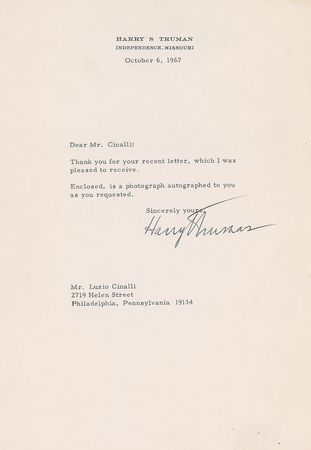 HARRY S TRUMAN
INDEPENDENCE, MISSOURI
October 6, 1967
Dear Mr. Cinalli:
Thank you for your recent letter, which I was
pleased to receive.
Enclosed, is a photograph autographed to you
as you requested.
Sincerely yours,
Harry Truman
Mr. Luzio Cinalli
2719 Helen Street
Philadelphia, Pennsylvania 19134